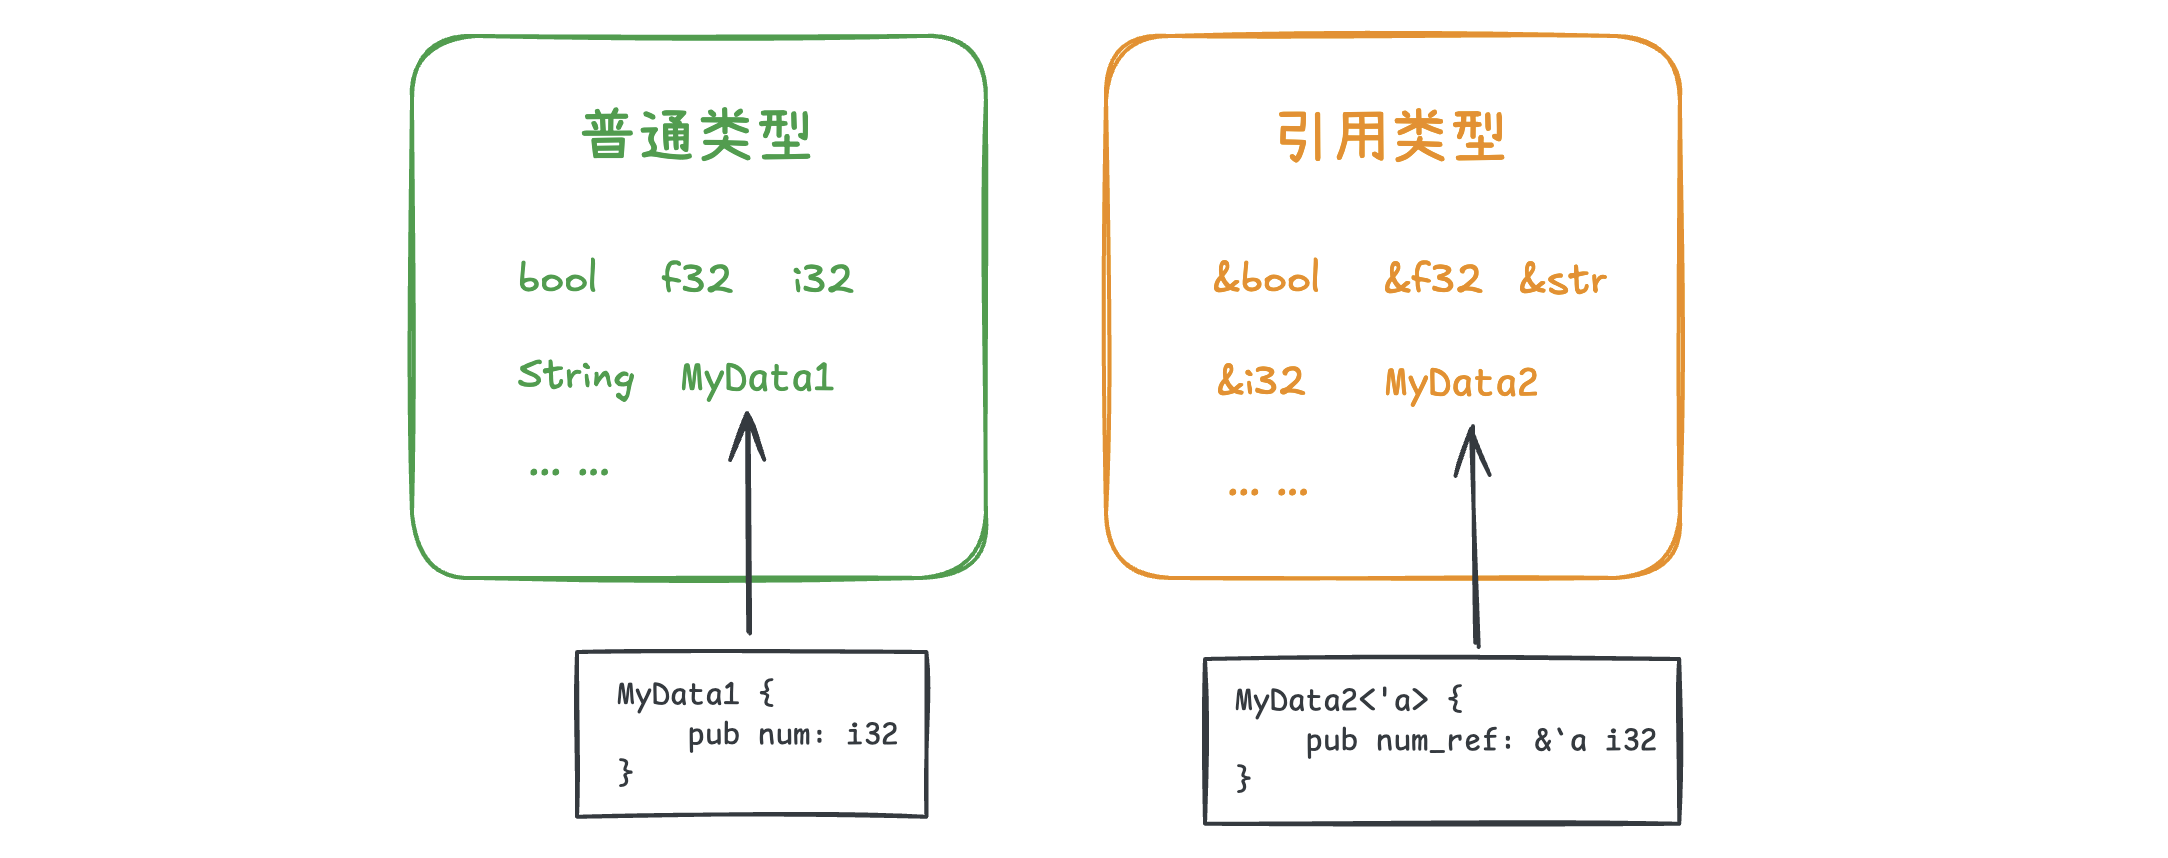 普通类型
bool f32 i32
String MyData1
... ...
MyData1 {
    pub num: i32
}
引用类型
&bool &f32 &str
&i32 MyData2
... ...
MyData2<'a> {
    pub num_ref: &`a i32
}